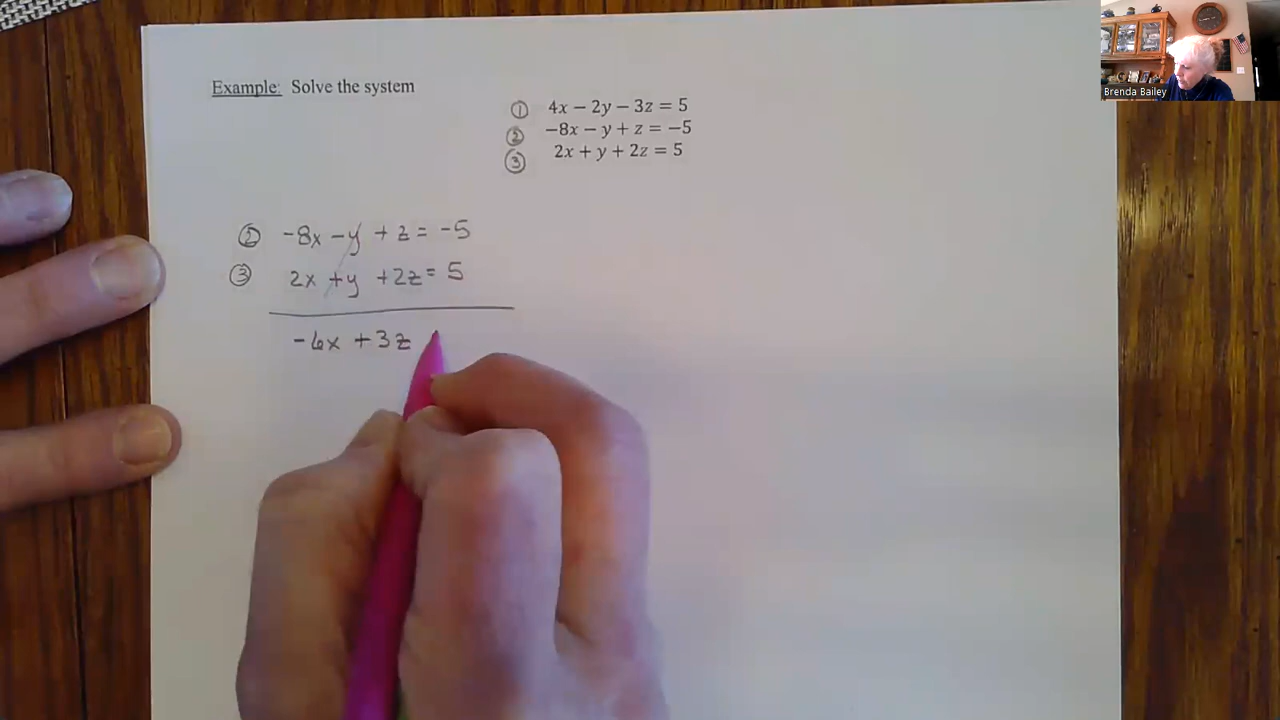 Example: Solve the system
① 4x − 2y − 3z = 5
② −8x − y + z = −5
③ 2x + y + 2z = 5
② -8x - y + z = -5
③ 2x + y + 2z = 5
-6x + 3z
Brenda Bailey